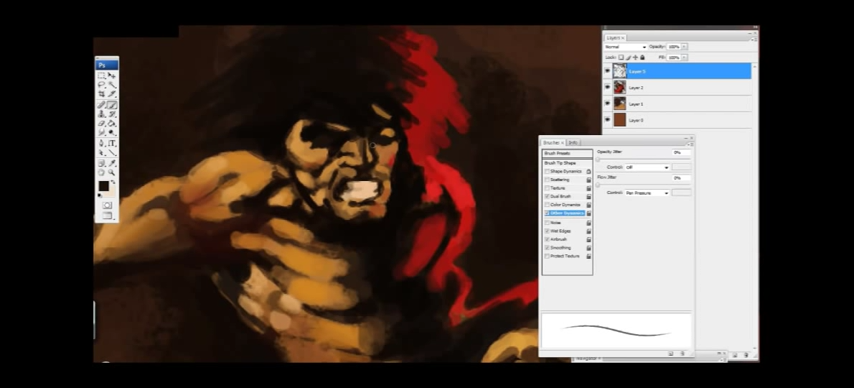 Ps
Layers
Normal
Opacity: 100%
Lock:
Fill: 100%
Layer 3
Layer 2
Layer 1
Layer 0
Brushes
Info
Brush Presets
Brush Tip Shape
Shape Dynamics
Scattering
Texture
Dual Brush
Color Dynamics
Other Dynamics
Noise
Wet Edges
Airbrush
Smoothing
Protect Texture
Opacity Jitter
0%
Control: Off
Flow Jitter
0%
Control: Pen Pressure
Navigator